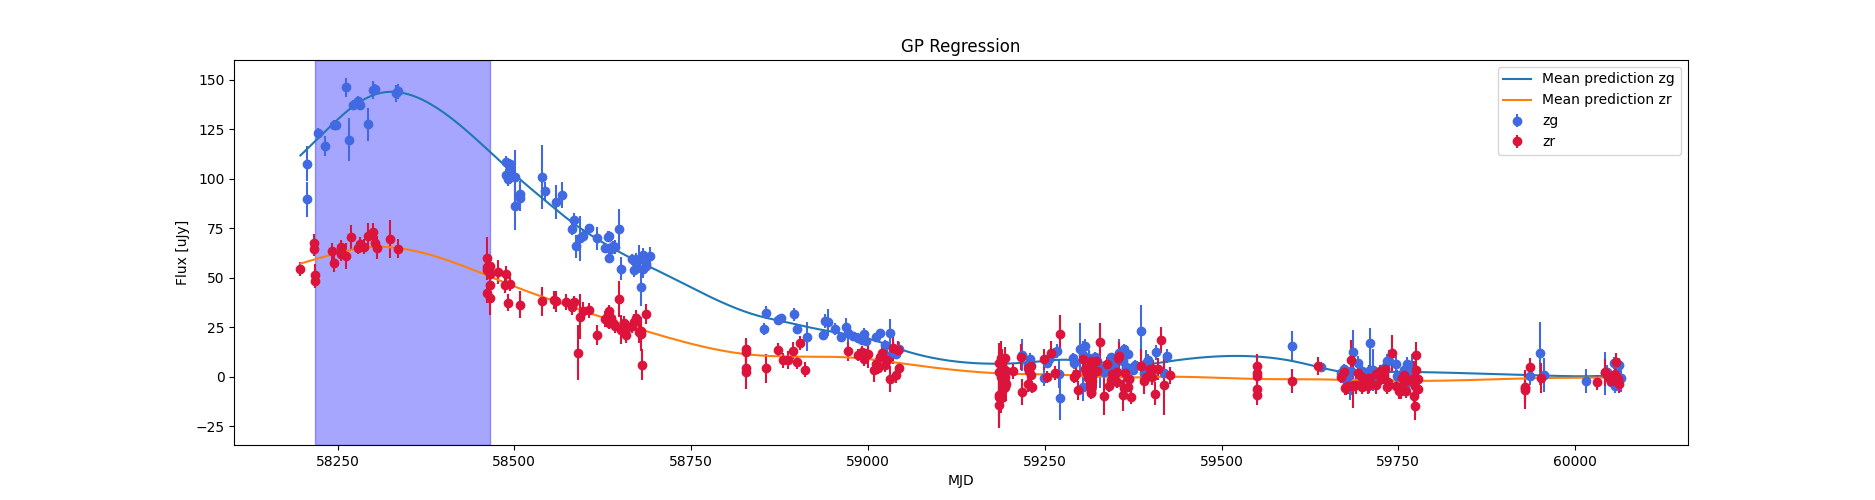 GP Regression
150
125
100
75
50
25
0
−25
Flux [uJy]
58250 58500 58750 59000 59250 59500 59750 60000
MJD
Mean prediction zg
Mean prediction zr
zg
zr